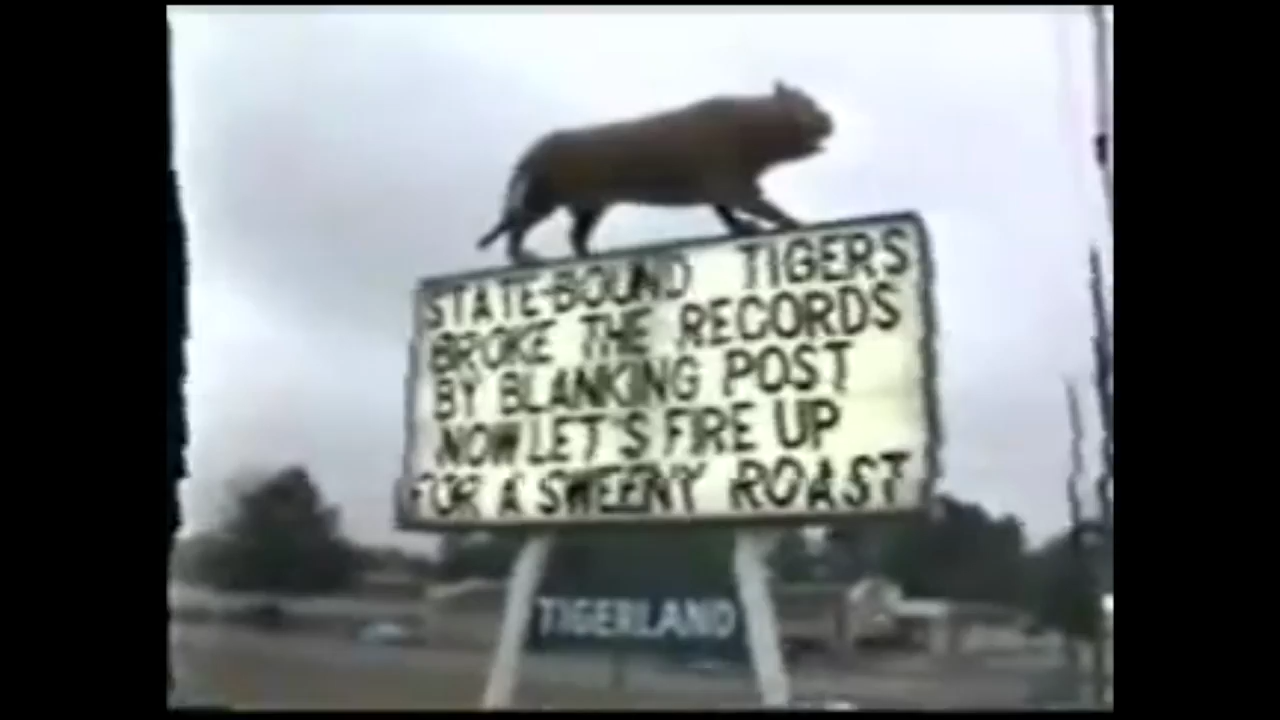 STATE-BOUND TIGERS
BROKE THE RECORDS
BY BLANKING POST
NOW LET'S FIRE UP
FOR A SWEENY ROAST
TIGERLAND